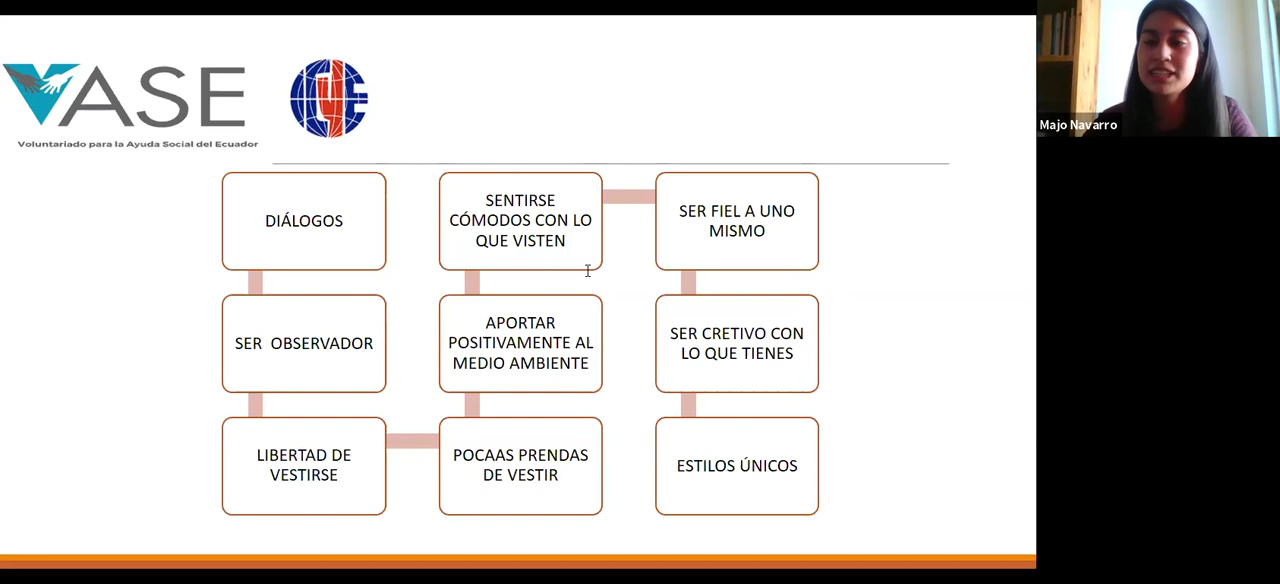 VASE
Voluntariado para la Ayuda Social del Ecuador
Majo Navarro
DIÁLOGOS
SER OBSERVADOR
LIBERTAD DE
VESTIRSE
POCAAS PRENDAS
DE VESTIR
APORTAR
POSITIVAMENTE AL
MEDIO AMBIENTE
SENTIRSE
CÓMODOS CON LO
QUE VISTEN
SER FIEL A UNO
MISMO
SER CRETIVO CON
LO QUE TIENES
ESTILOS ÚNICOS